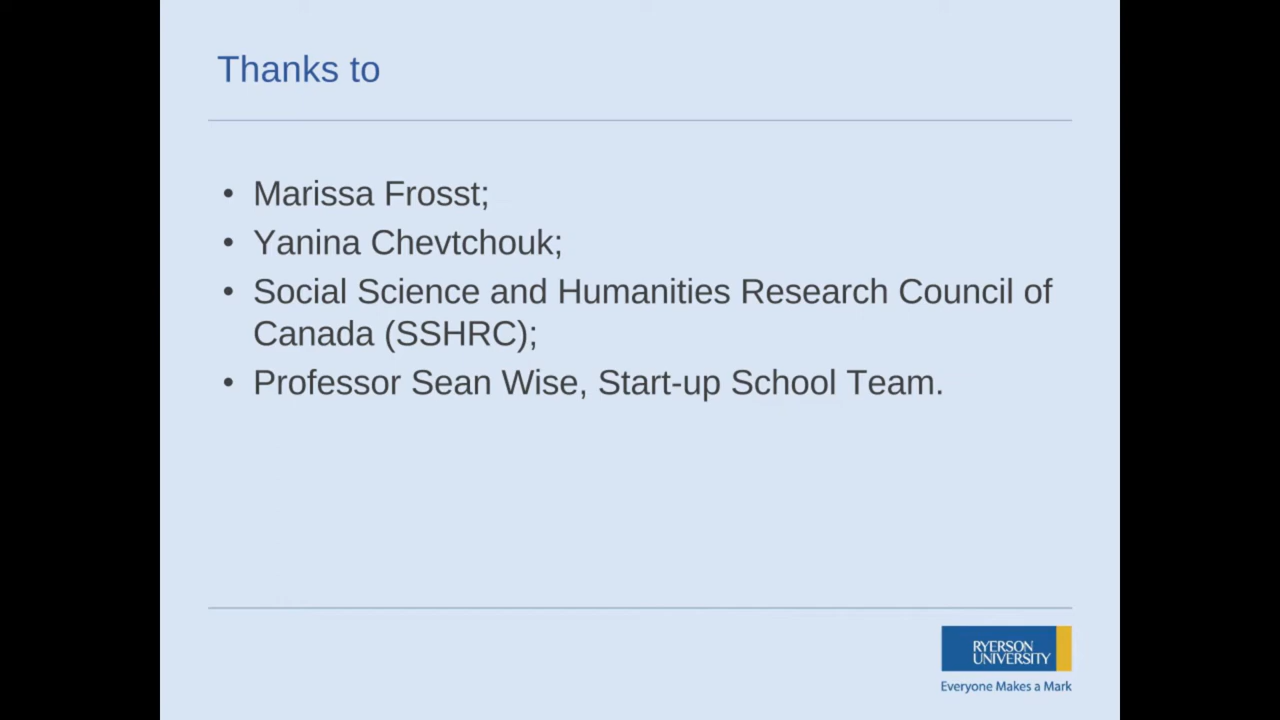 Thanks to
• Marissa Frosst;
• Yanina Chevtchouk;
• Social Science and Humanities Research Council of
Canada (SSHRC);
• Professor Sean Wise, Start-up School Team.
RYERSON
UNIVERSITY
Everyone Makes a Mark